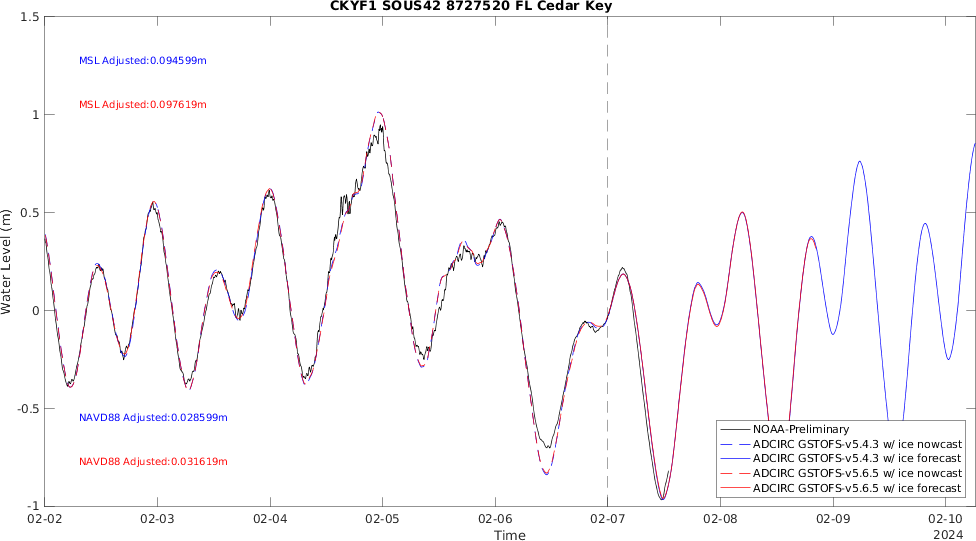 CKYF1 SOUS42 8727520 FL Cedar Key
1.5
1
0.5
0
-0.5
-1
Water Level (m)
MSL Adjusted:0.094599m
MSL Adjusted:0.097619m
NAVD88 Adjusted:0.028599m
NAVD88 Adjusted:0.031619m
NOAA-Preliminary
ADCIRC GSTOFS-v5.4.3 w/ ice nowcast
ADCIRC GSTOFS-v5.4.3 w/ ice forecast
ADCIRC GSTOFS-v5.6.5 w/ ice nowcast
ADCIRC GSTOFS-v5.6.5 w/ ice forecast
02-02 02-03 02-04 02-05 02-06 02-07 02-08 02-09 02-10
2024
Time